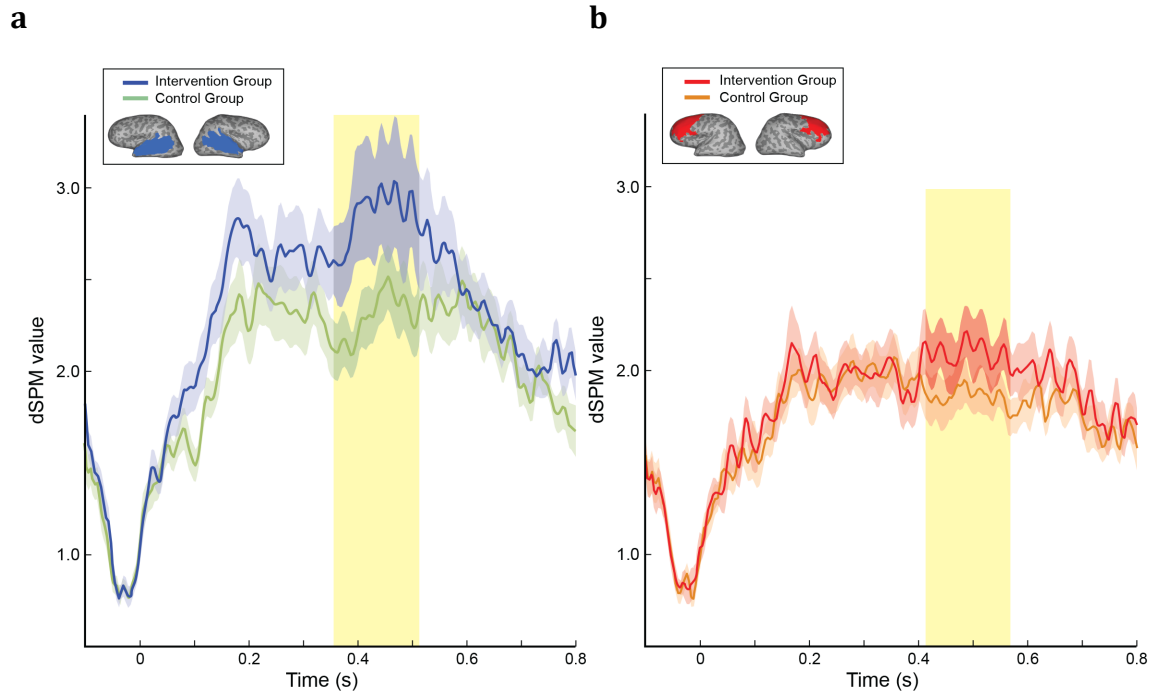 a
Intervention Group
Control Group
3.0
2.0
1.0
dSPM value
0
0.2
0.4
0.6
0.8
Time (s)
b
Intervention Group
Control Group
3.0
2.0
1.0
dSPM value
0
0.2
0.4
0.6
0.8
Time (s)